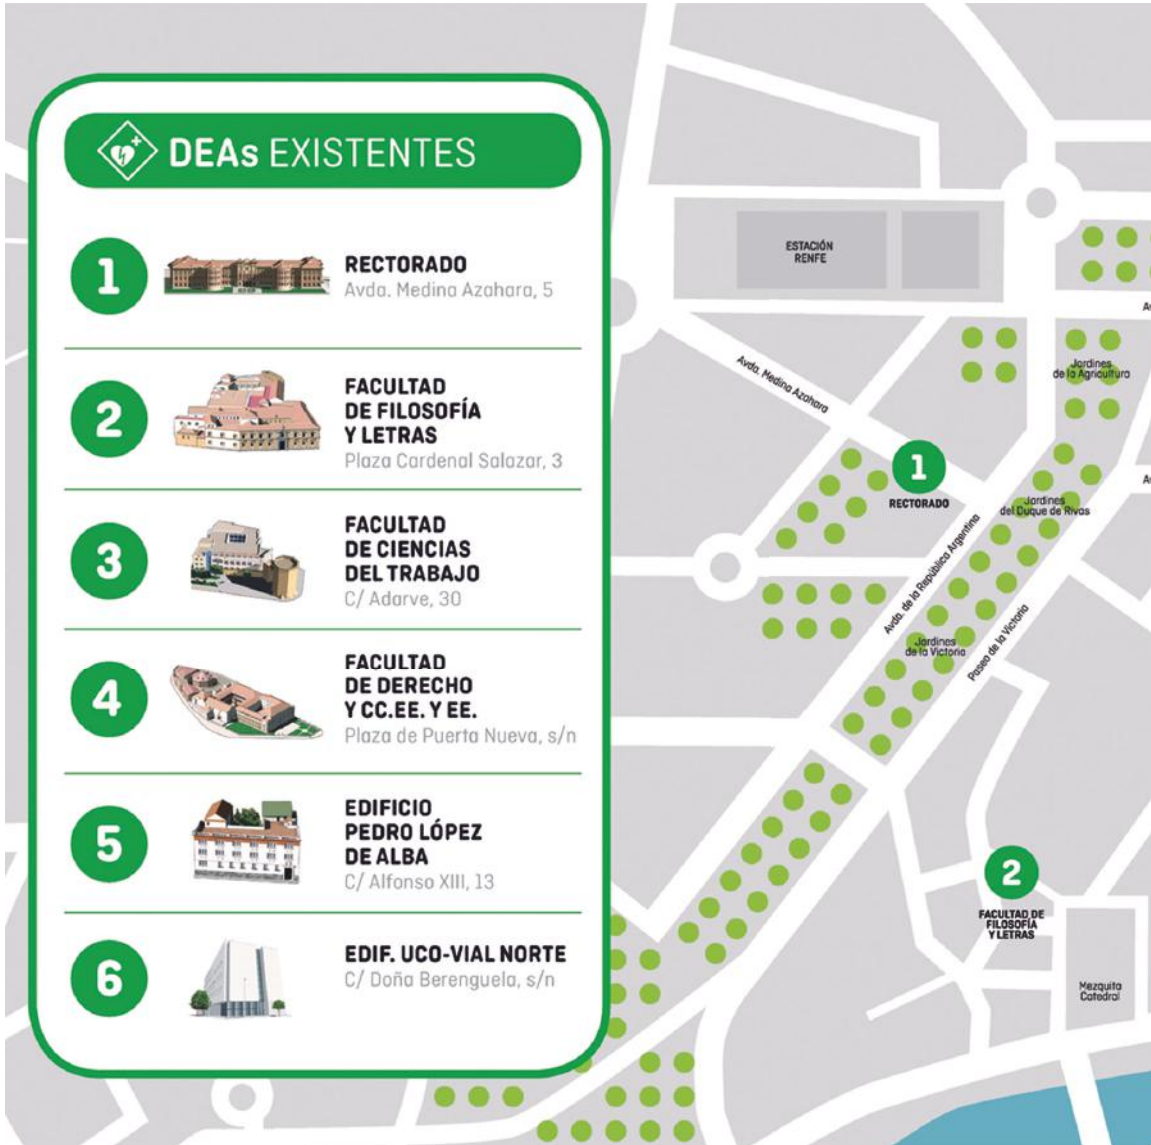 DEAs EXISTENTES
1
RECTORADO
Avda. Medina Azahara, 5
2
FACULTAD
DE FILOSOFÍA
Y LETRAS
Plaza Cardenal Salazar, 3
3
FACULTAD
DE CIENCIAS
DEL TRABAJO
C/ Adarve, 30
4
FACULTAD
DE DERECHO
Y CC.EE. Y EE.
Plaza de Puerta Nueva, s/n
5
EDIFICIO
PEDRO LÓPEZ
DE ALBA
C/ Alfonso XIII, 13
6
EDIF. UCO-VIAL NORTE
C/ Doña Berenguela, s/n
ESTACIÓN
RENFE
Avda. Medina Azahara
Jardines
de la Agricultura
1
RECTORADO
Jardines
del Duque de Rivas
Avda. de la República Argentina
Jardines
de la Victoria
Paseo de la Victoria
2
FACULTAD DE
FILOSOFÍA
Y LETRAS
Mezquita
Catedral